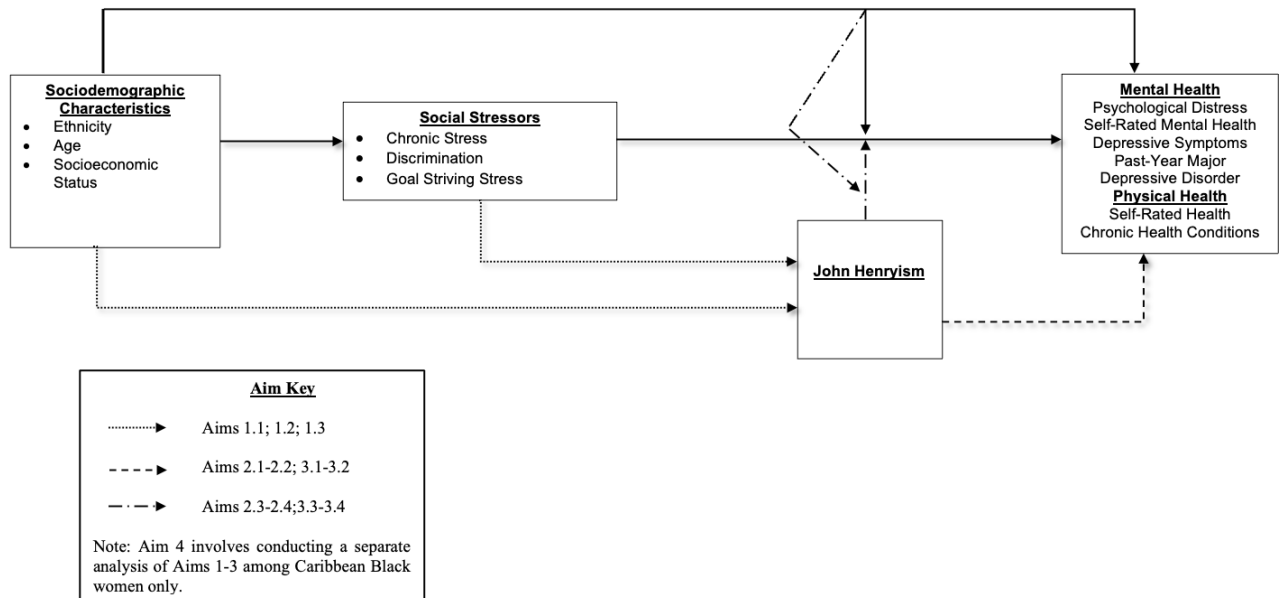 Sociodemographic
Characteristics
• Ethnicity
• Age
• Socioeconomic
Status
Social Stressors
• Chronic Stress
• Discrimination
• Goal Striving Stress
John Henryism
Mental Health
Psychological Distress
Self-Rated Mental Health
Depressive Symptoms
Past-Year Major
Depressive Disorder
Physical Health
Self-Rated Health
Chronic Health Conditions
Aim Key
Aims 1.1; 1.2; 1.3
Aims 2.1-2.2; 3.1-3.2
Aims 2.3-2.4;3.3-3.4
Note: Aim 4 involves conducting a separate
analysis of Aims 1-3 among Caribbean Black
women only.